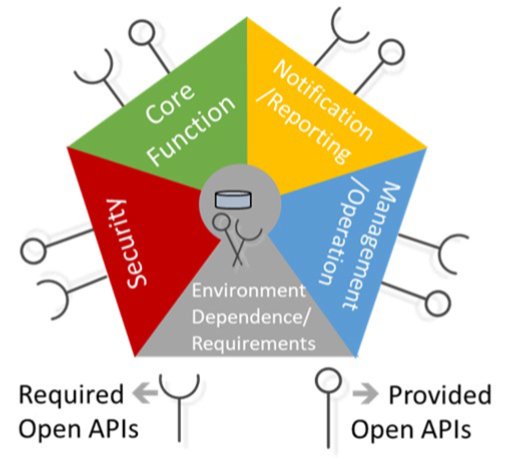 Core
Function
Notification
/Reporting
Security
Management
/Operation
Environment
Dependence/
Requirements
Required
Open APIs
Provided
Open APIs